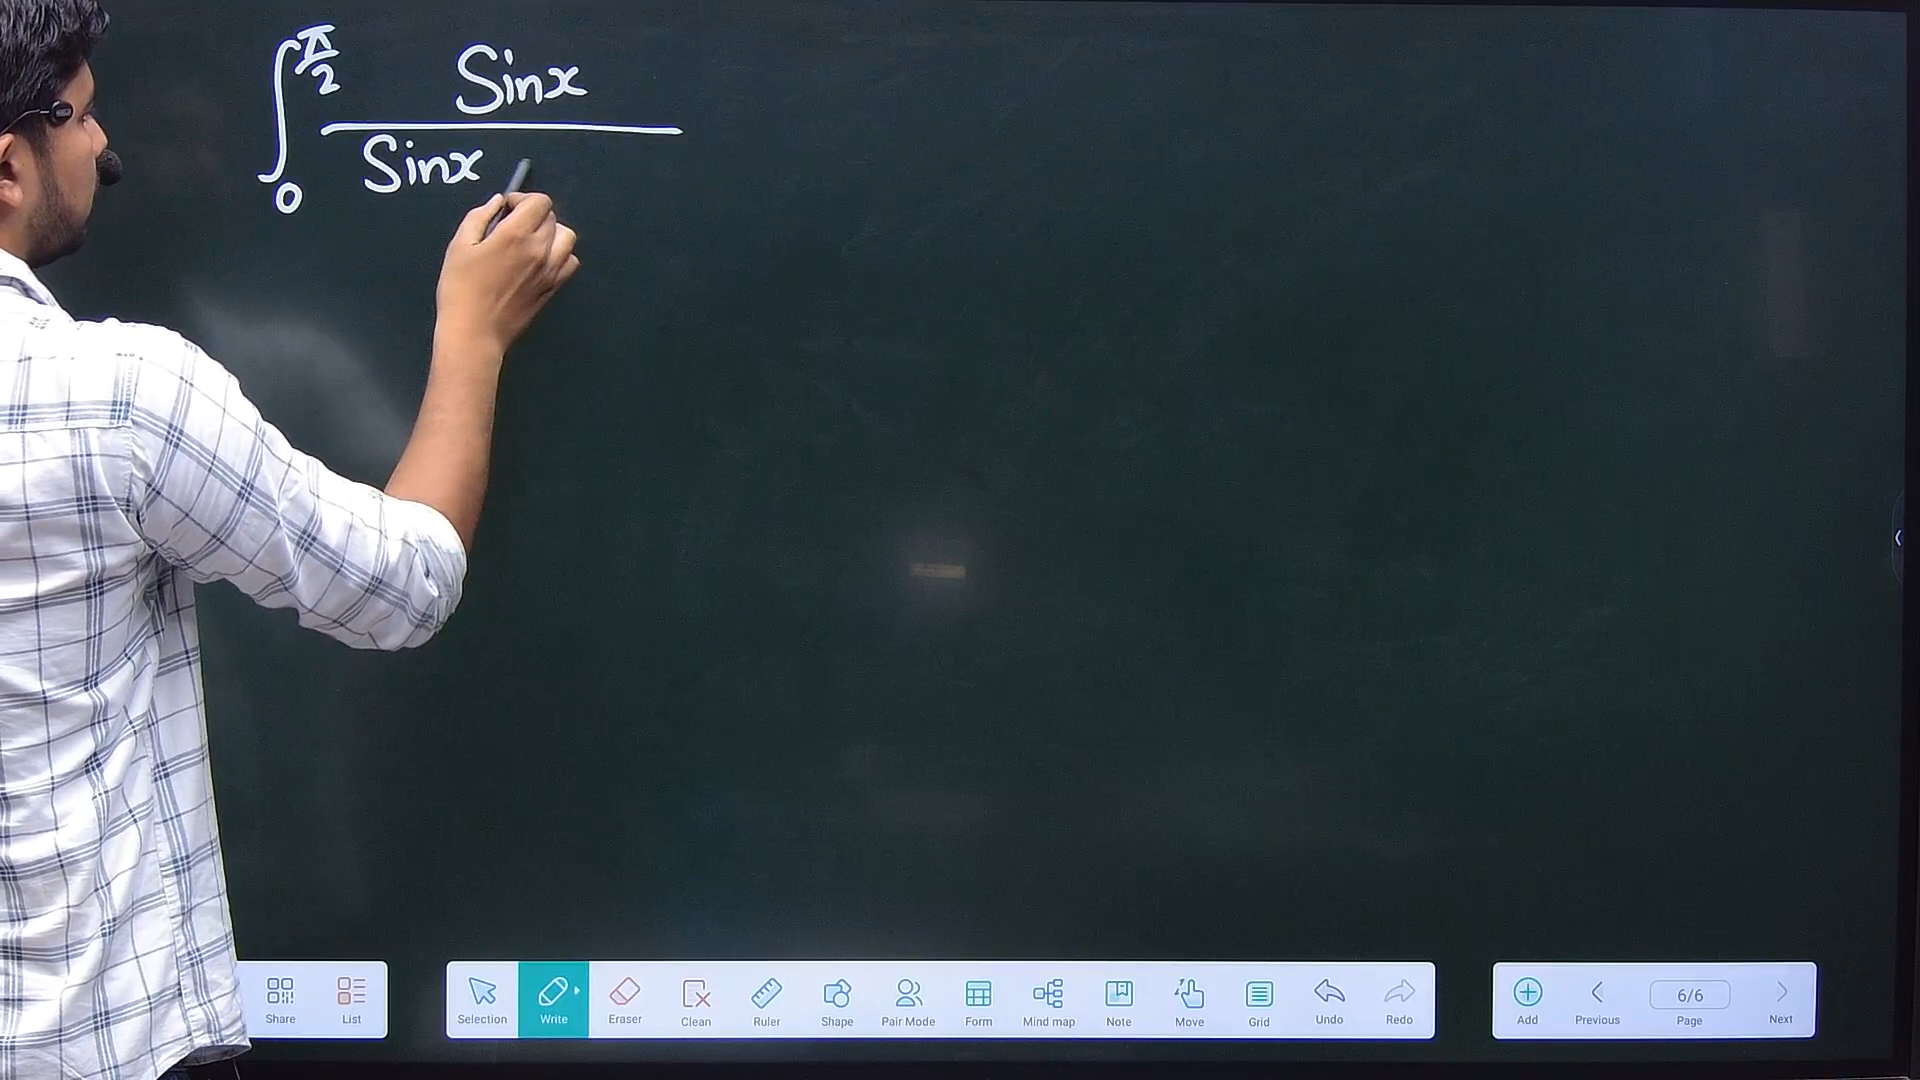 ∫ π/2 Sinx
0 Sinx
Share List Selection Write Eraser Clean Ruler Shape Pair Mode Form Mind map Note Move Grid Undo Redo Add Previous 6/6 Page Next